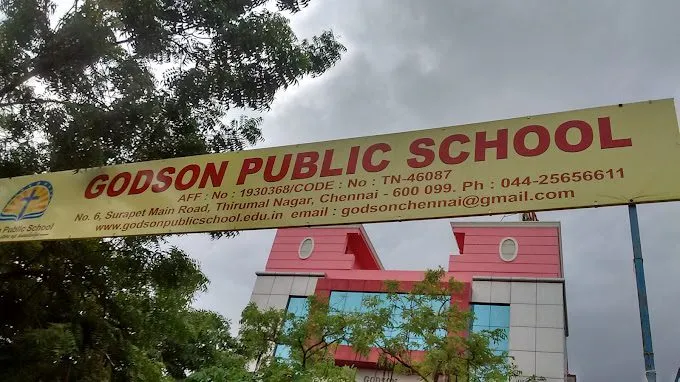 GODSON PUBLIC SCHOOL
AFF : No : 1930368/CODE : No : TN-46087
No. 6, Surapet Main Road, Thirumal Nagar, Chennai - 600 099. Ph : 044-25656611
www.godsonpublicschool.edu.in email : godsonchennai@gmail.com
Public School
GODSON